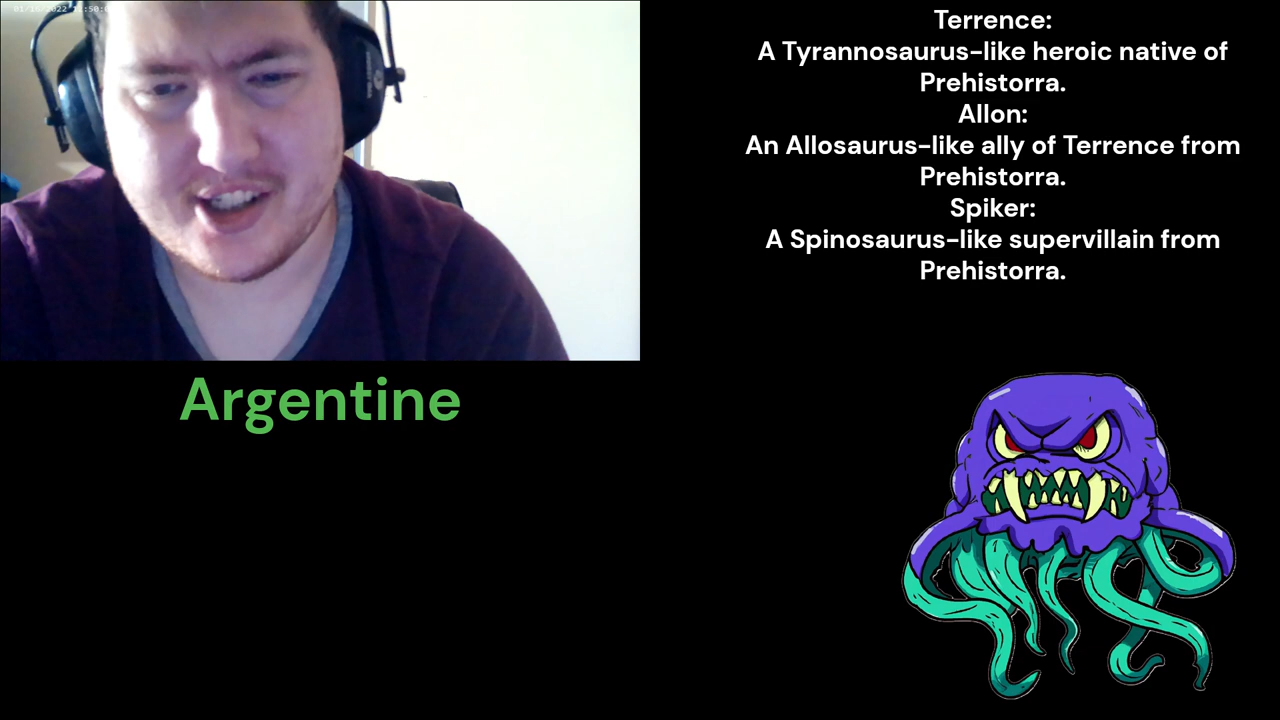 Terrence:
A Tyrannosaurus-like heroic native of
Prehistorra.
Allon:
An Allosaurus-like ally of Terrence from
Prehistorra.
Spiker:
A Spinosaurus-like supervillain from
Prehistorra.
Argentine